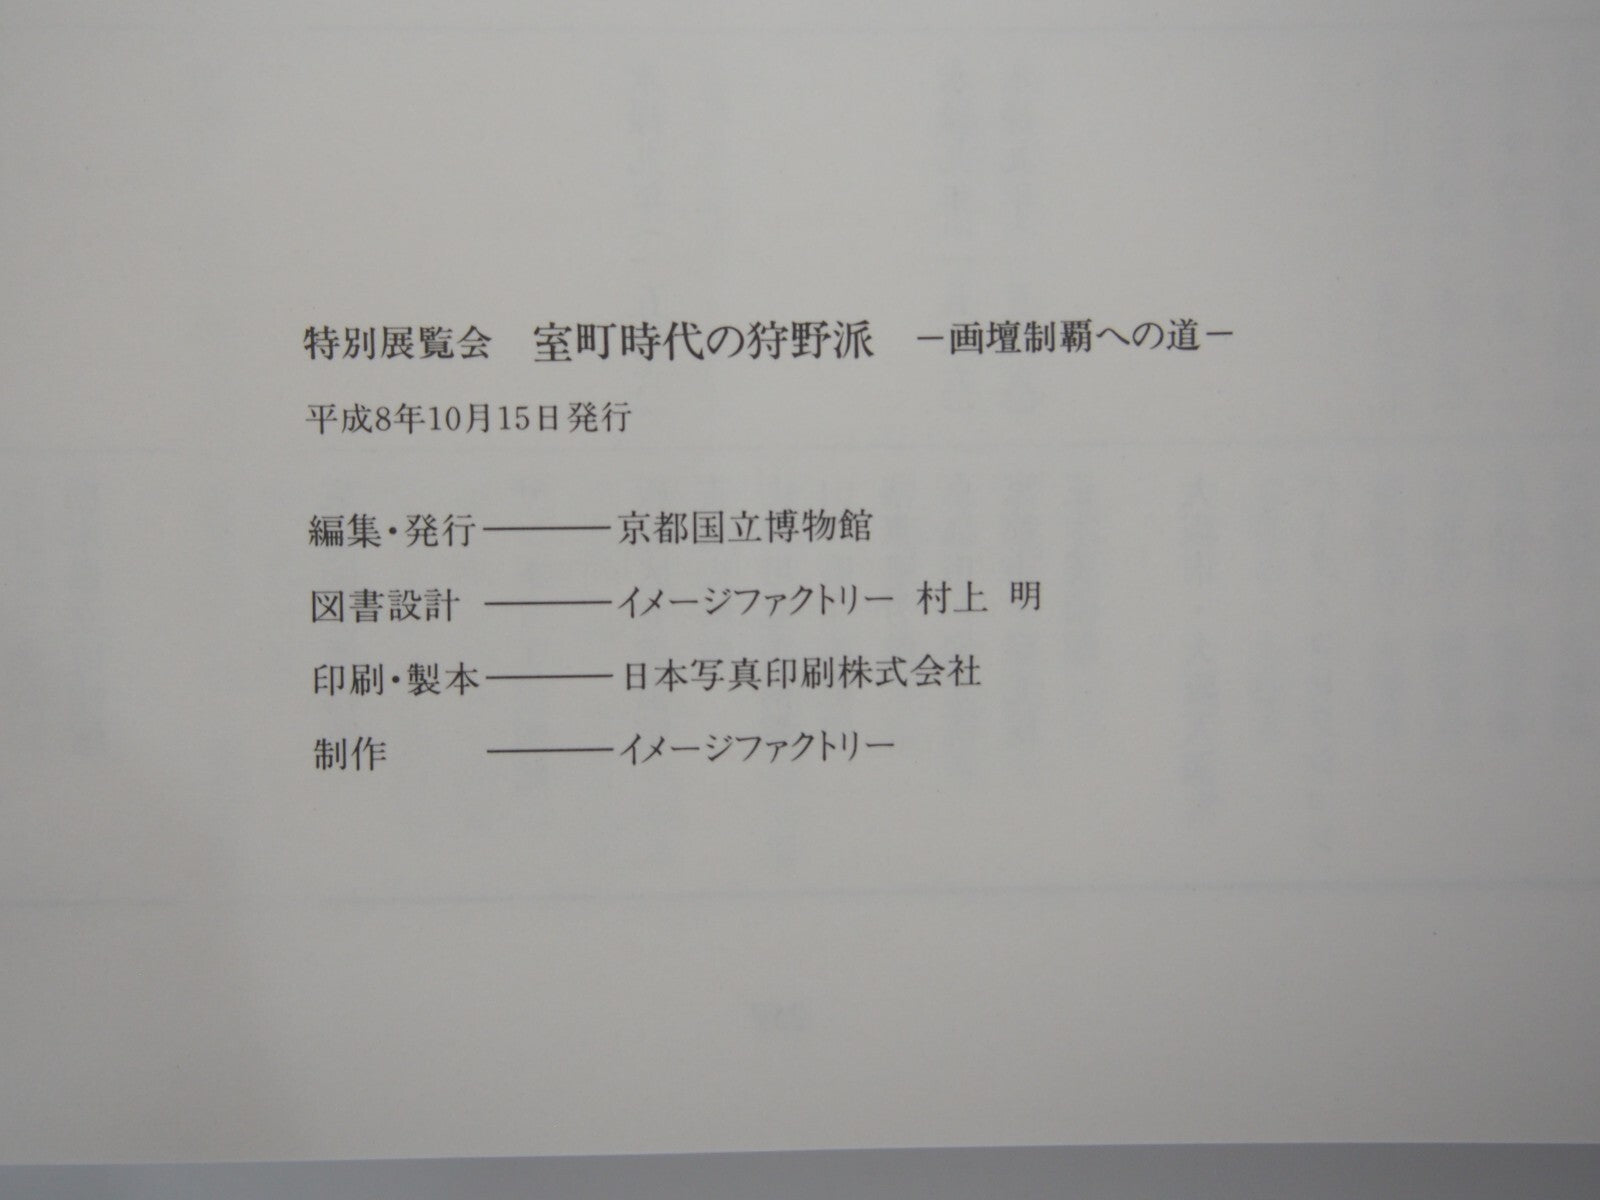 特別展覧会　室町時代の狩野派　－画壇制覇への道－
平成8年10月15日発行
編集・発行――――京都国立博物館
図書設計　――――イメージファクトリー　村上　明
印刷・製本――――日本写真印刷株式会社
制作　　　――――イメージファクトリー